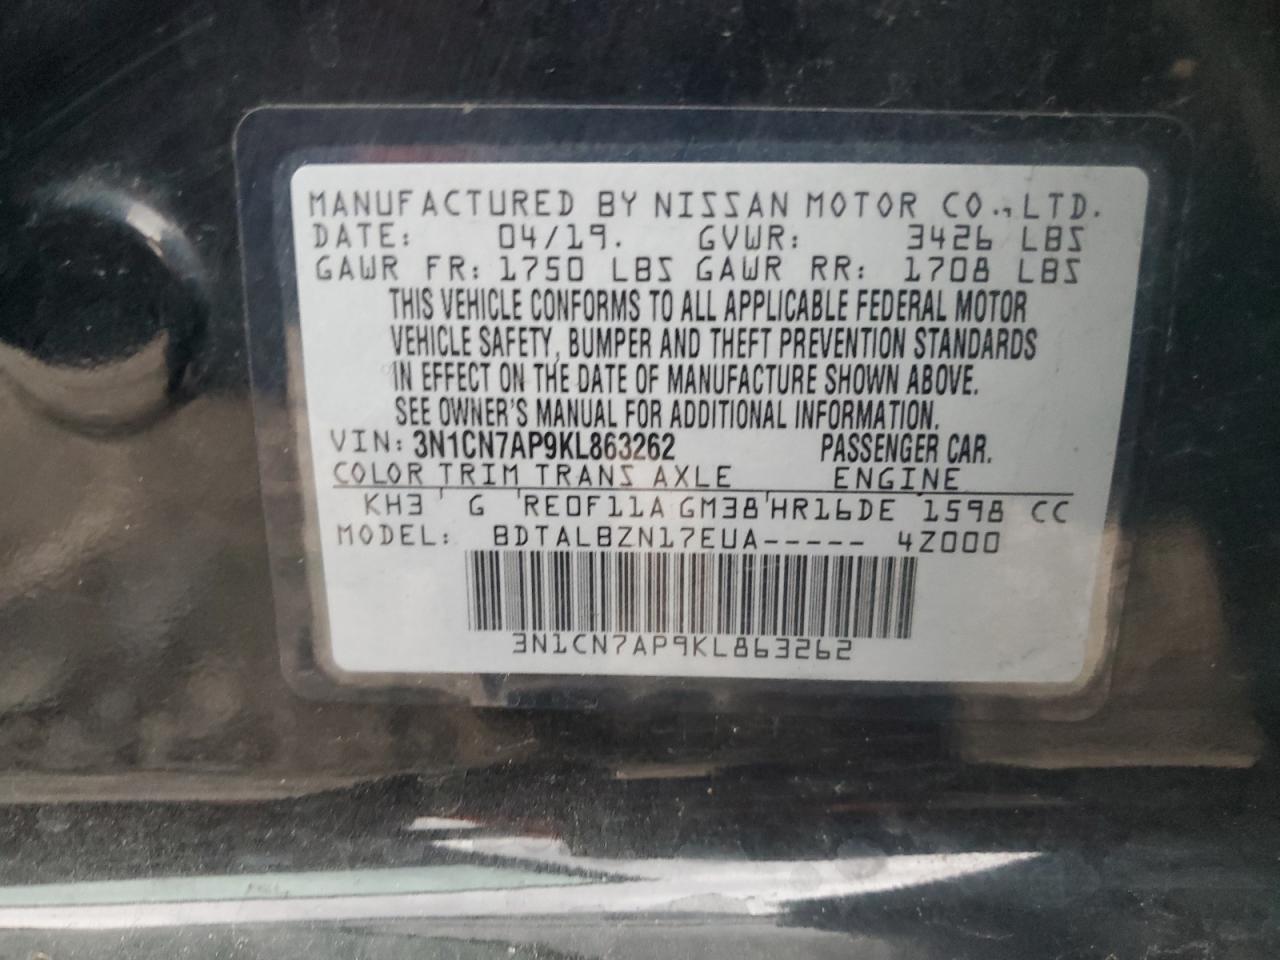 MANUFACTURED BY NISSAN MOTOR CO., LTD.
DATE: 04/19. GVWR: 3426 LBS
GAWR FR: 1750 LBS GAWR RR: 1708 LBS
THIS VEHICLE CONFORMS TO ALL APPLICABLE FEDERAL MOTOR
VEHICLE SAFETY, BUMPER AND THEFT PREVENTION STANDARDS
IN EFFECT ON THE DATE OF MANUFACTURE SHOWN ABOVE.
SEE OWNER'S MANUAL FOR ADDITIONAL INFORMATION.
VIN: 3N1CN7AP9KL863262 PASSENGER CAR.
COLOR TRIM TRANS AXLE ENGINE
KH3 ' G 'RE0F11A GM38'HR16DE 1598 CC
MODEL: BDTALBZN17EUA----- 4Z000
3N1CN7AP9KL863262